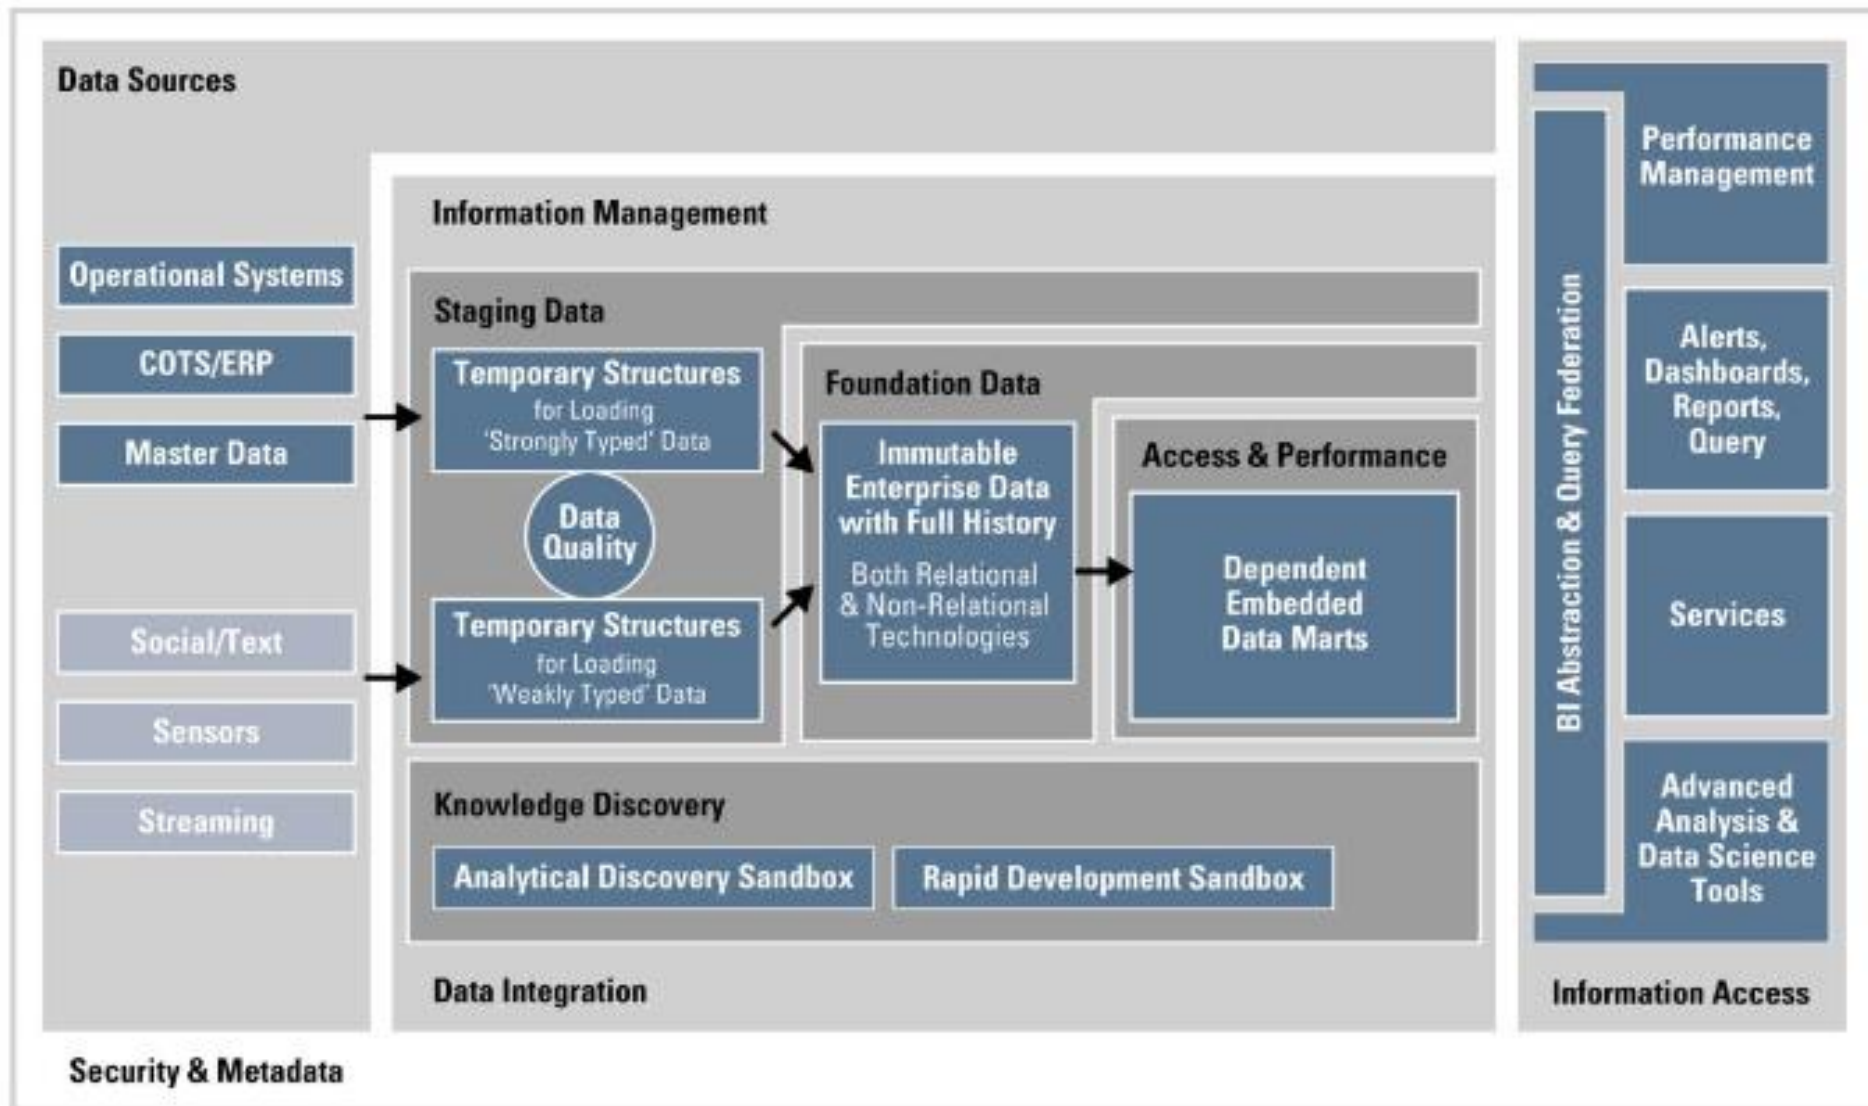 Data Sources
Operational Systems
COTS/ERP
Master Data
Social/Text
Sensors
Streaming
Information Management
Staging Data
Temporary Structures
for Loading
'Strongly Typed' Data
Data
Quality
Temporary Structures
for Loading
'Weakly Typed' Data
Foundation Data
Immutable
Enterprise Data
with Full History
Both Relational
& Non-Relational
Technologies
Access & Performance
Dependent
Embedded
Data Marts
Knowledge Discovery
Analytical Discovery Sandbox
Rapid Development Sandbox
Data Integration
BI Abstraction & Query Federation
Performance
Management
Alerts,
Dashboards,
Reports,
Query
Services
Advanced
Analysis &
Data Science
Tools
Information Access
Security & Metadata